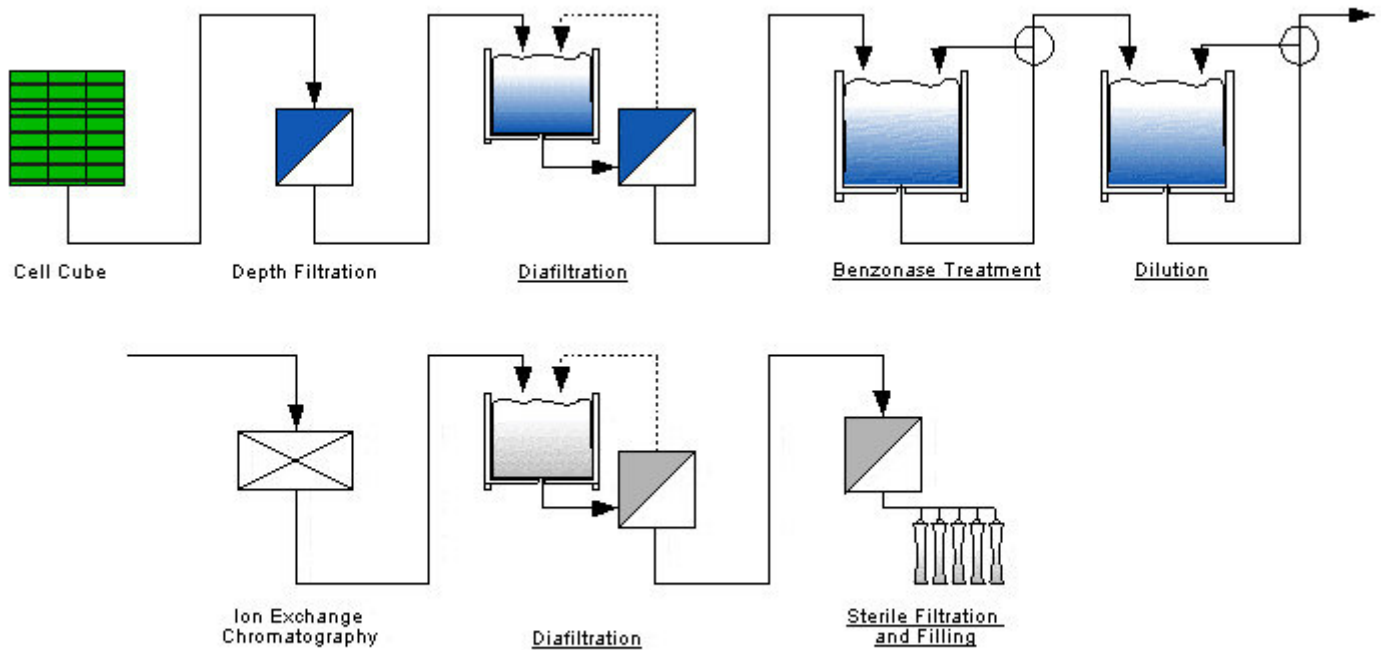 Cell Cube
Depth Filtration
Diafiltration
Benzonase Treatment
Dilution
Ion Exchange
Chromatography
Diafiltration
Sterile Filtration
and Filling